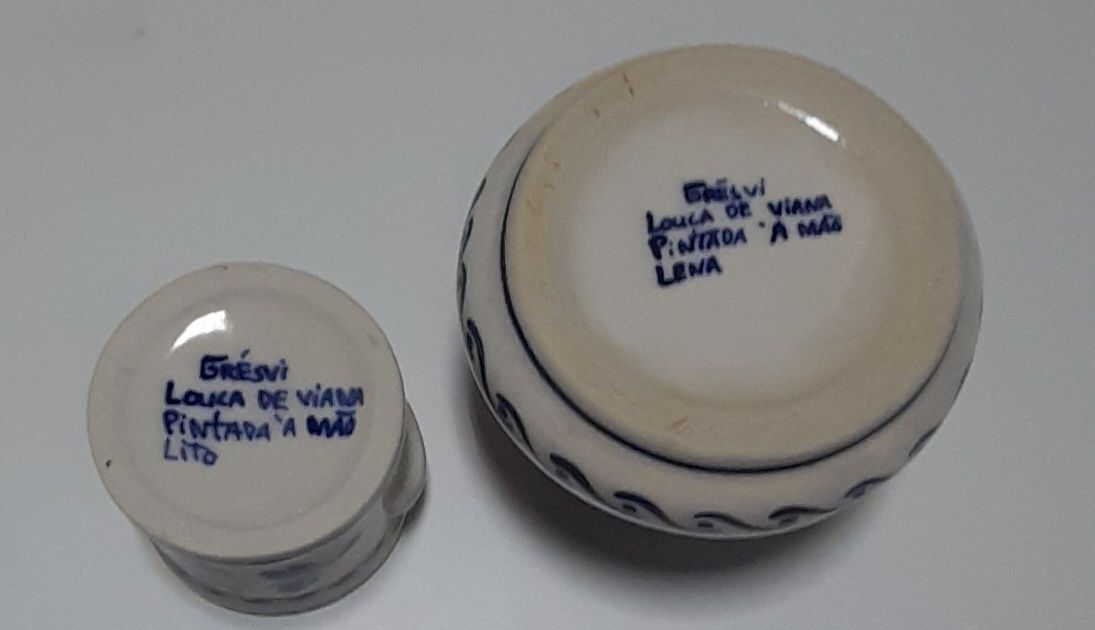 GRÉSVI
LOUÇA DE VIANA
PINTADA À MÃO
LITO
GRÉSVI
LOUÇA DE VIANA
PINTADA À MÃO
LENA